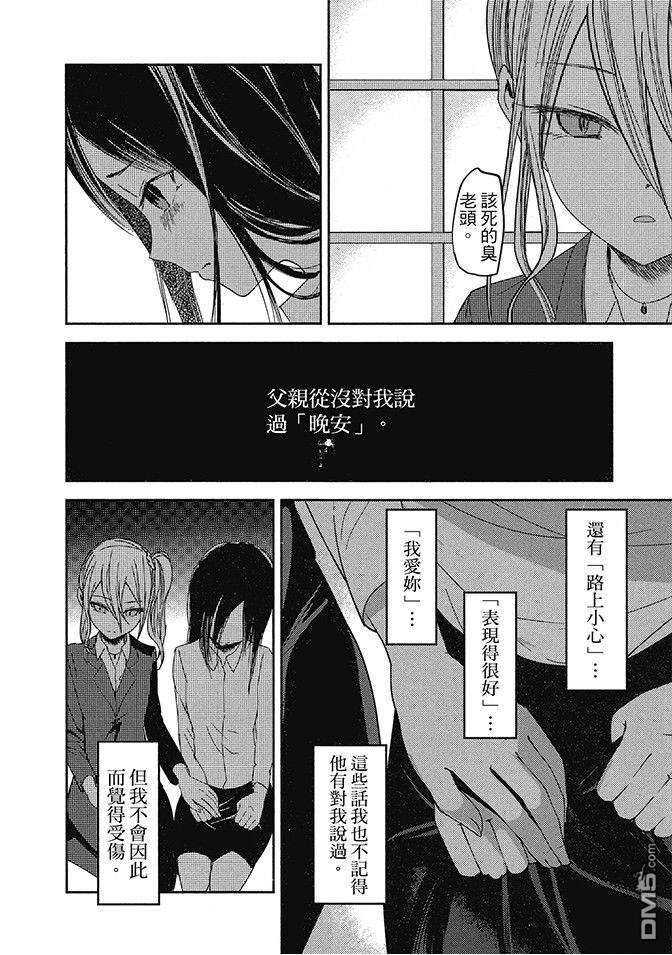 該死的臭
老頭。
父親從沒對我說
過「晚安」。
還有「路上小心」…
「表現得很好」…
「我愛妳」…
這些話我也不記得
他有對我說過。
但我不會因此
而覺得受傷。
DM5.com